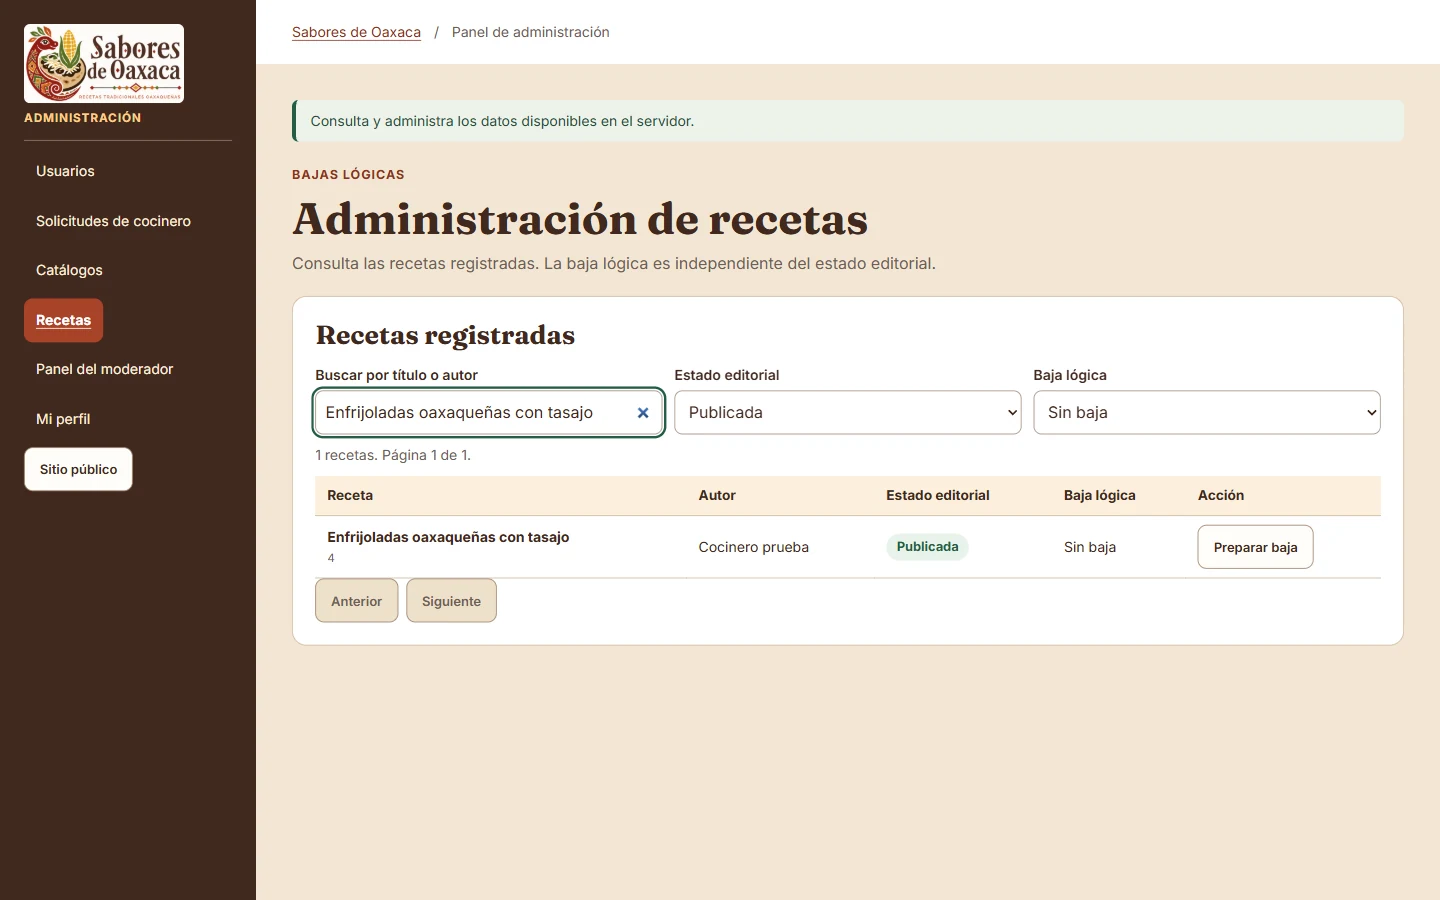 Sabores
de Oaxaca
RECETAS TRADICIONALES OAXAQUEÑAS
ADMINISTRACIÓN
Usuarios
Solicitudes de cocinero
Catálogos
Recetas
Panel del moderador
Mi perfil
Sitio público
Sabores de Oaxaca / Panel de administración
Consulta y administra los datos disponibles en el servidor.
BAJAS LÓGICAS
Administración de recetas
Consulta las recetas registradas. La baja lógica es independiente del estado editorial.
Recetas registradas
Buscar por título o autor Estado editorial Baja lógica
Enfrijoladas oaxaqueñas con tasajo Publicada Sin baja
1 recetas. Página 1 de 1.
Receta Autor Estado editorial Baja lógica Acción
Enfrijoladas oaxaqueñas con tasajo
4
Cocinero prueba Publicada Sin baja Preparar baja
Anterior Siguiente